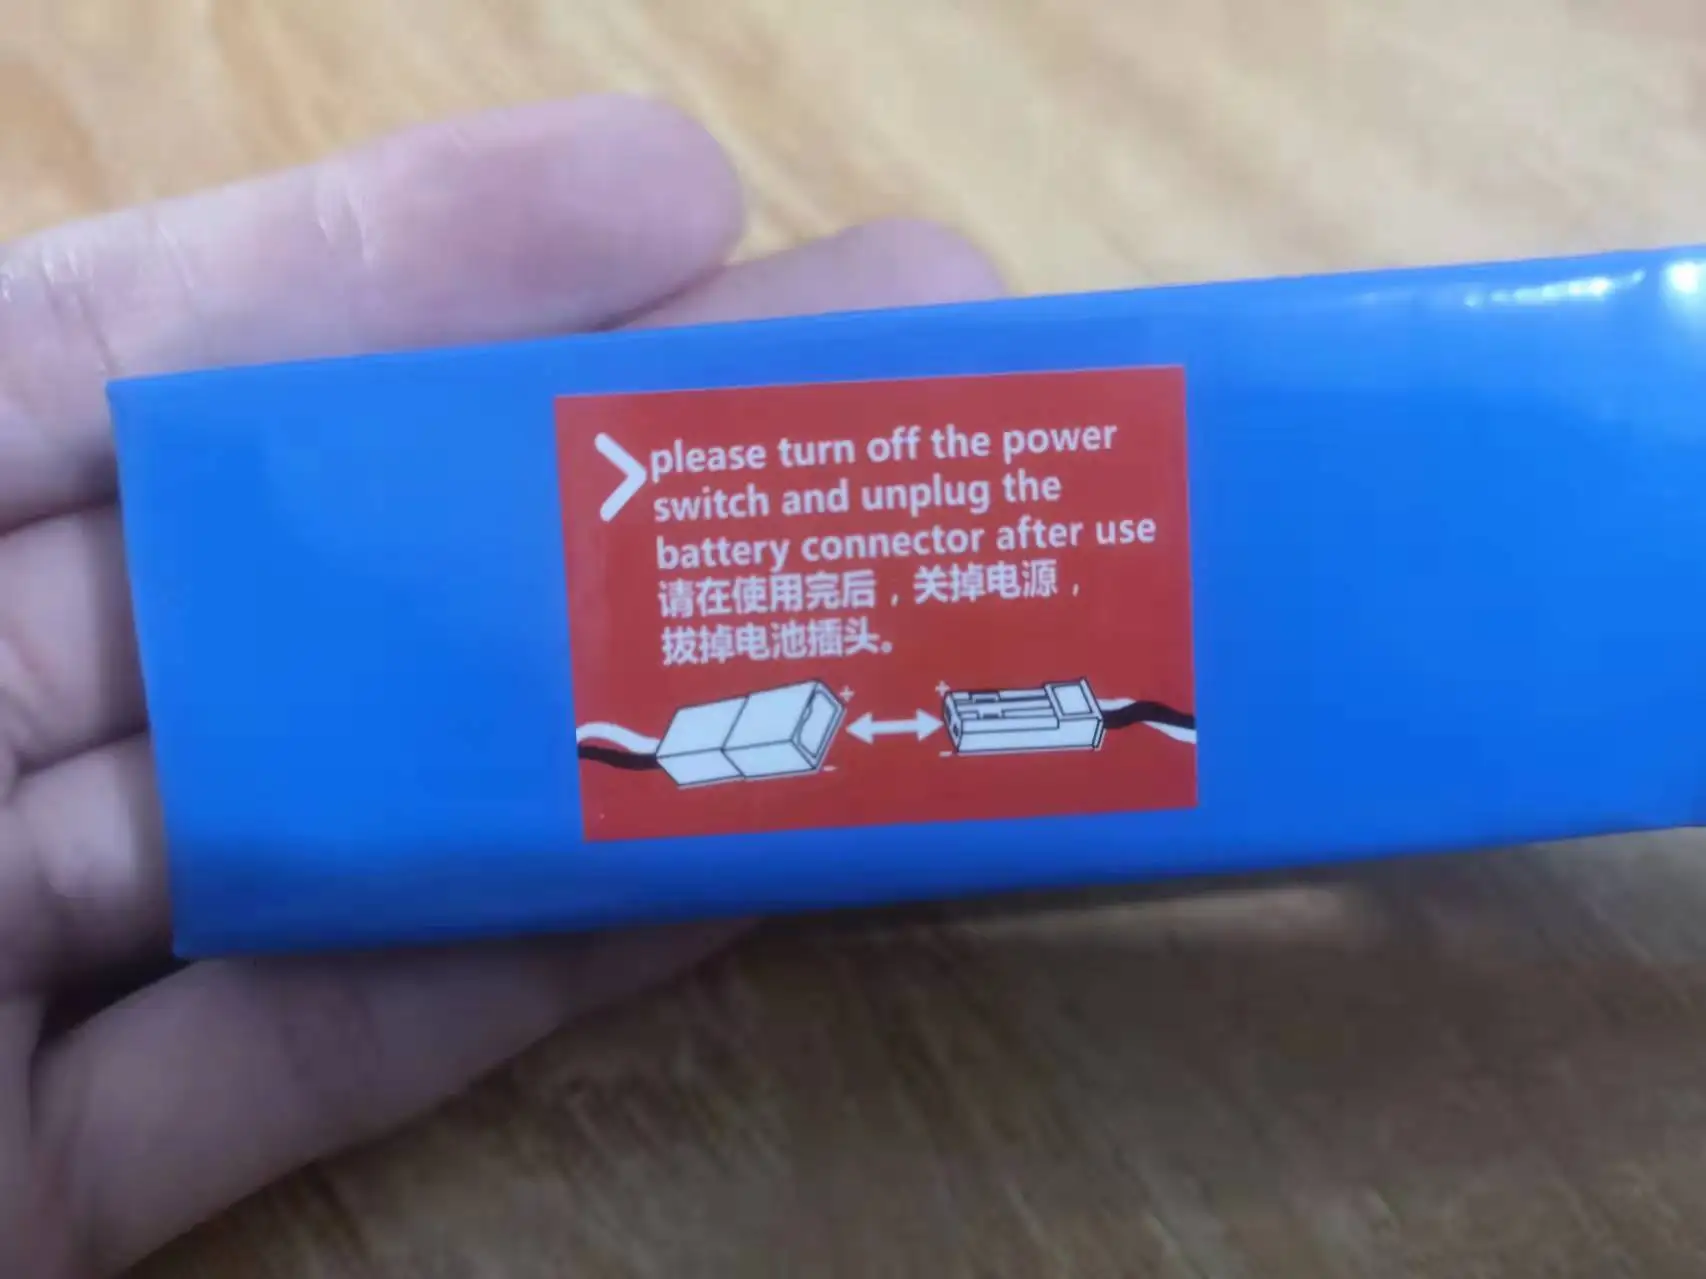 please turn off the power
switch and unplug the
battery connector after use
请在使用完后，关掉电源，
拔掉电池插头。
+ +
- -